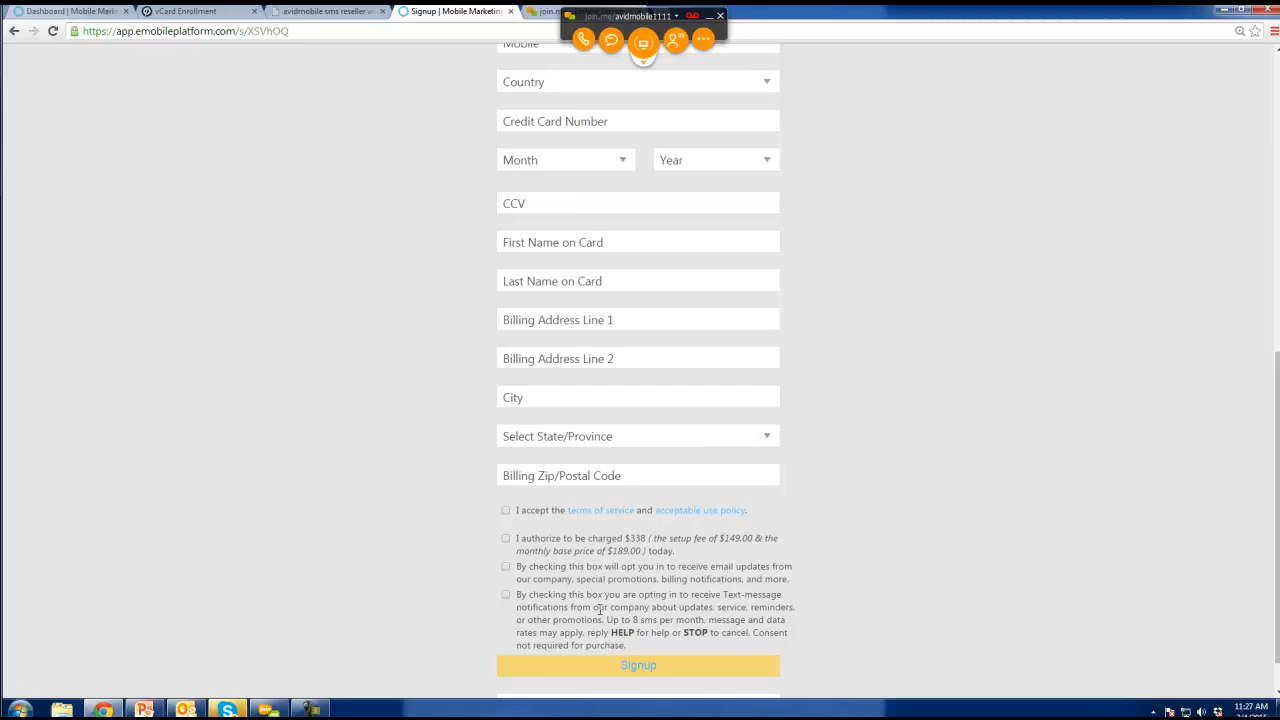 Dashboard | Mobile Mark
vCard Enrollment
avidmobile sms reseller w
Signup | Mobile Marketing
join.m
join.me/avidmobile1111
https://app.emobileplatform.com/s/XSVhOQ
Mobile
Country
Credit Card Number
Month Year
CCV
First Name on Card
Last Name on Card
Billing Address Line 1
Billing Address Line 2
City
Select State/Province
Billing Zip/Postal Code
I accept the terms of service and acceptable use policy.
I authorize to be charged $338 ( the setup fee of $149.00 & the
monthly base price of $189.00 ) today.
By checking this box will opt you in to receive email updates from
our company, special promotions, billing notifications, and more.
By checking this box you are opting in to receive Text-message
notifications from our company about updates, service, reminders,
or other promotions. Up to 8 sms per month, message and data
rates may apply, reply HELP for help or STOP to cancel. Consent
not required for purchase.
Signup
11:27 AM